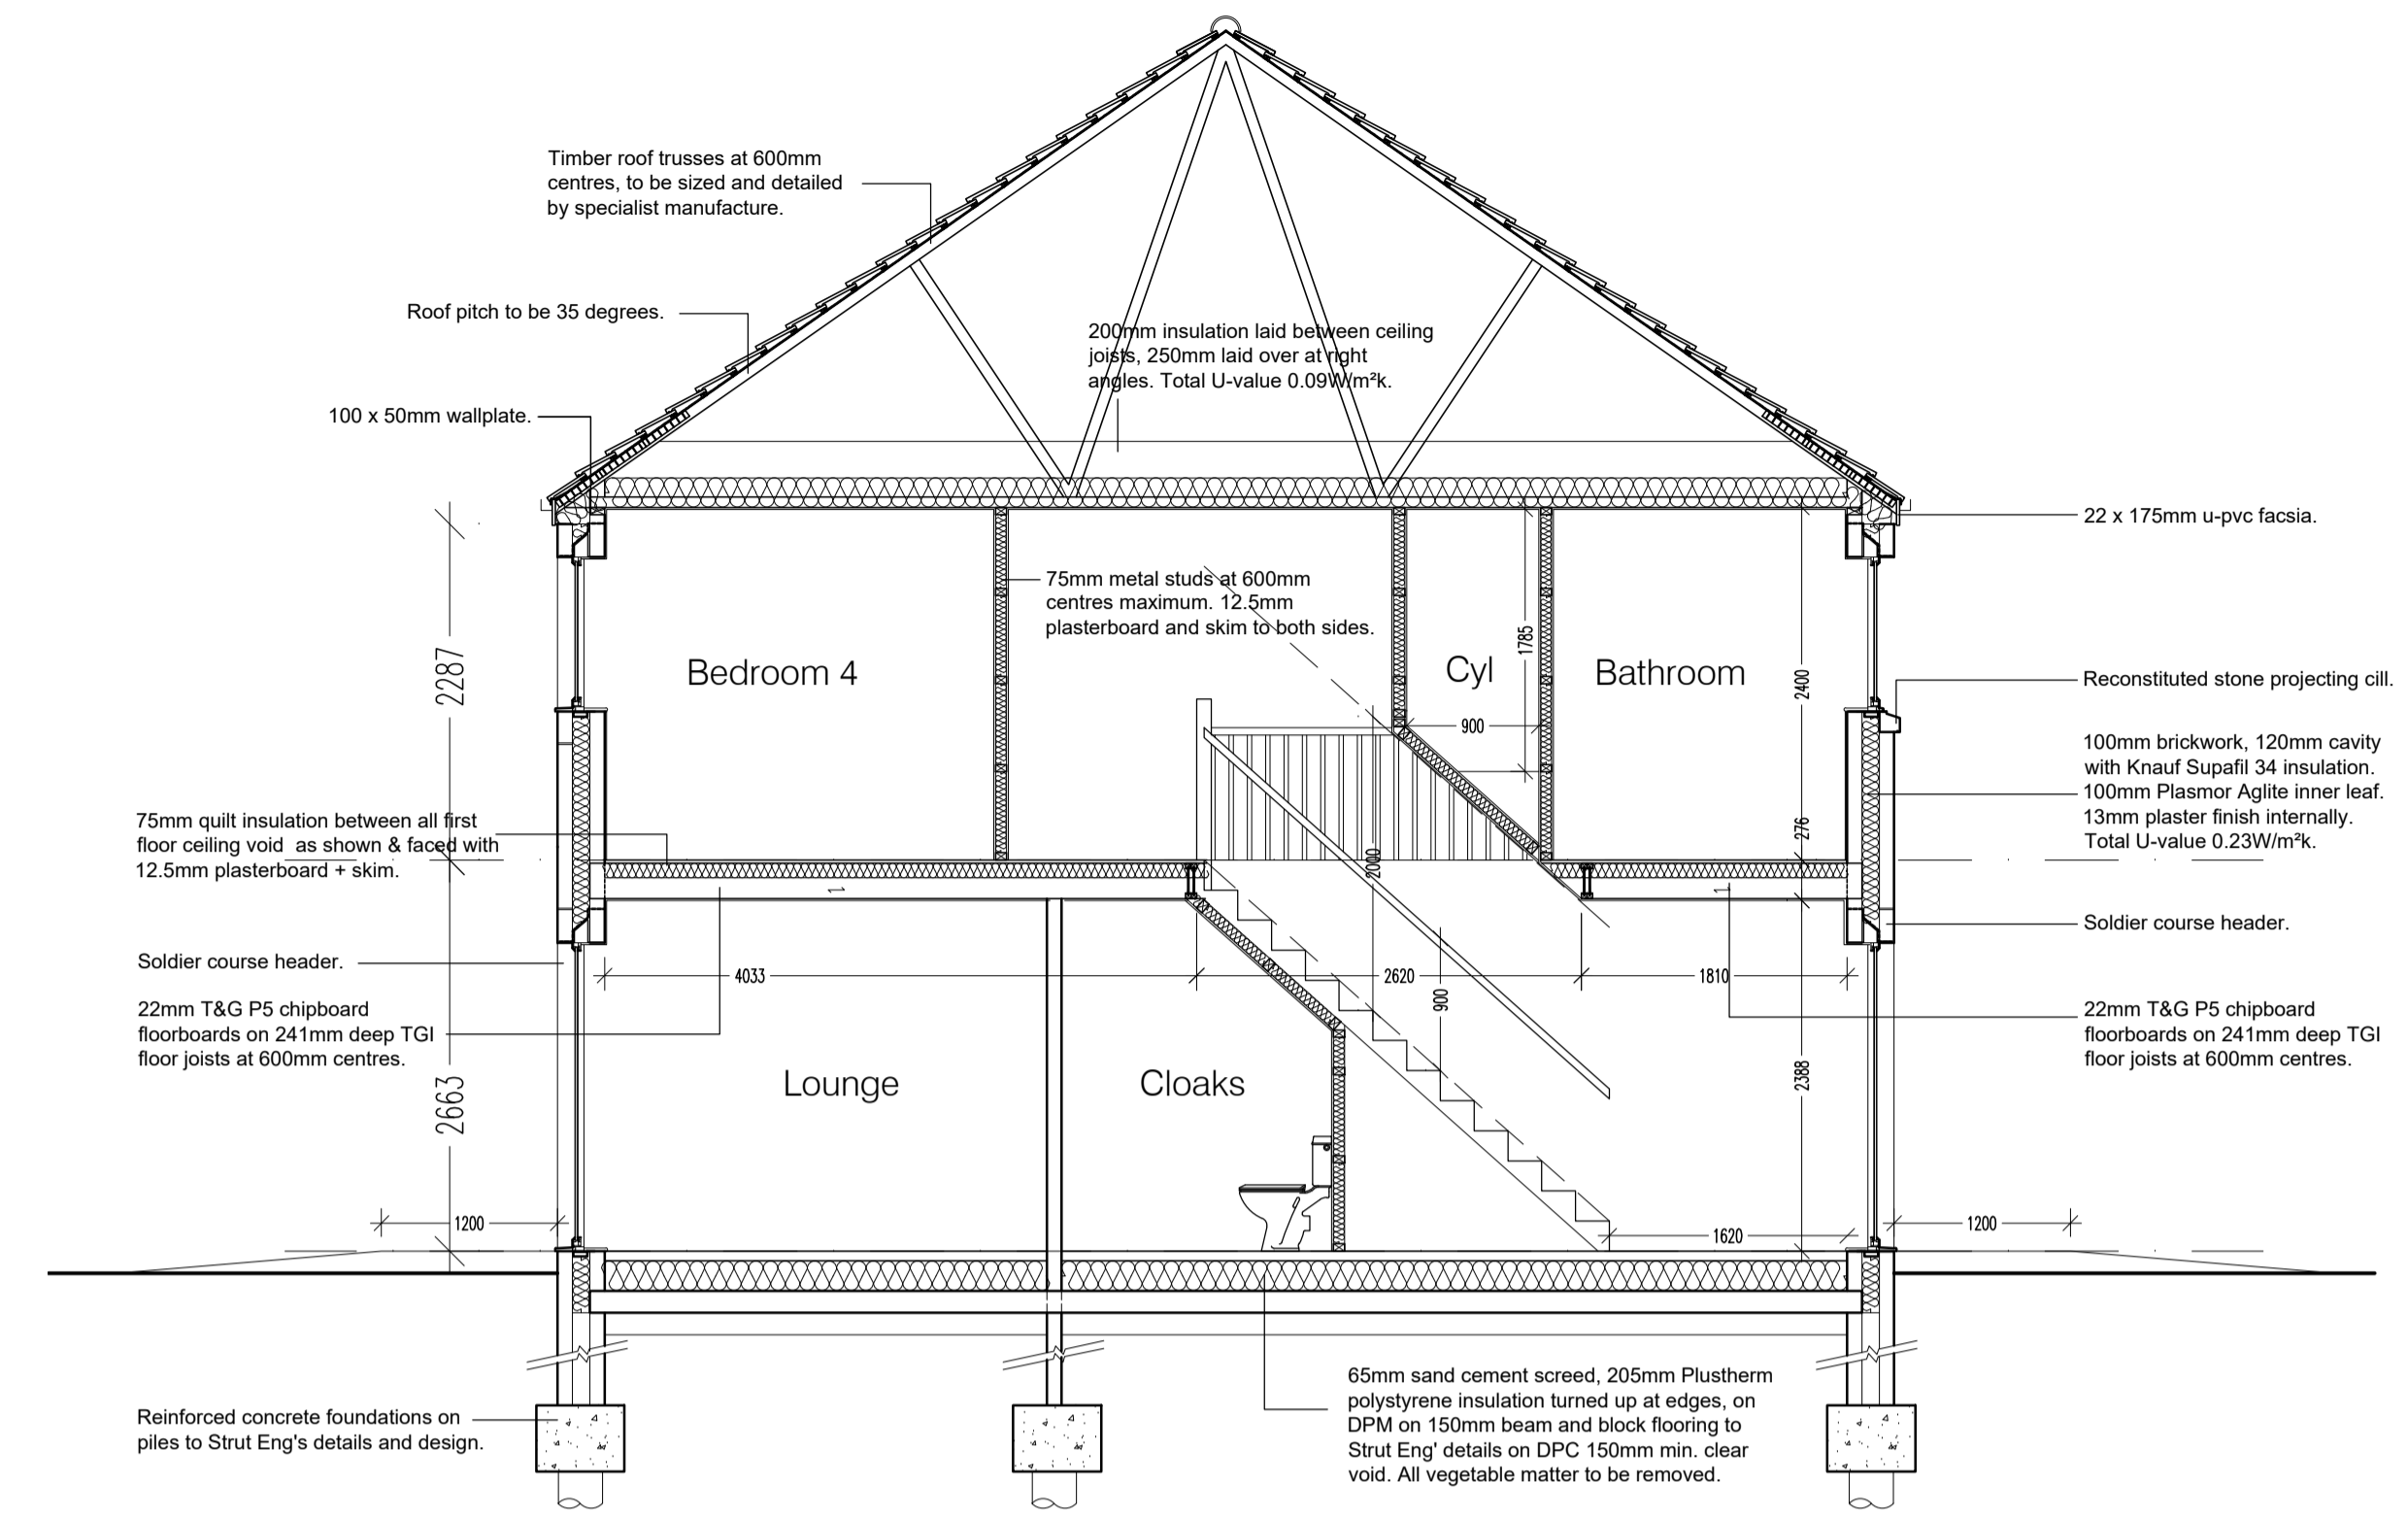 Timber roof trusses at 600mm
centres, to be sized and detailed
by specialist manufacture.
Roof pitch to be 35 degrees.
200mm insulation laid between ceiling
joists, 250mm laid over at right
angles. Total U-value 0.09W/m²k.
100 x 50mm wallplate.
22 x 175mm u-pvc facsia.
75mm metal studs at 600mm
centres maximum. 12.5mm
plasterboard and skim to both sides.
2287
Bedroom 4
Cyl
1785
900
Bathroom
2400
Reconstituted stone projecting cill.
100mm brickwork, 120mm cavity
with Knauf Supafil 34 insulation.
100mm Plasmor Aglite inner leaf.
13mm plaster finish internally.
Total U-value 0.23W/m²k.
75mm quilt insulation between all first
floor ceiling void  as shown & faced with
12.5mm plasterboard + skim.
276
2000
Soldier course header.
Soldier course header.
4033
2620
1810
900
22mm T&G P5 chipboard
floorboards on 241mm deep TGI
floor joists at 600mm centres.
22mm T&G P5 chipboard
floorboards on 241mm deep TGI
floor joists at 600mm centres.
2663
Lounge
Cloaks
2388
1200
1620
1200
65mm sand cement screed, 205mm Plustherm
polystyrene insulation turned up at edges, on
DPM on 150mm beam and block flooring to
Strut Eng' details on DPC 150mm min. clear
void. All vegetable matter to be removed.
Reinforced concrete foundations on
piles to Strut Eng's details and design.